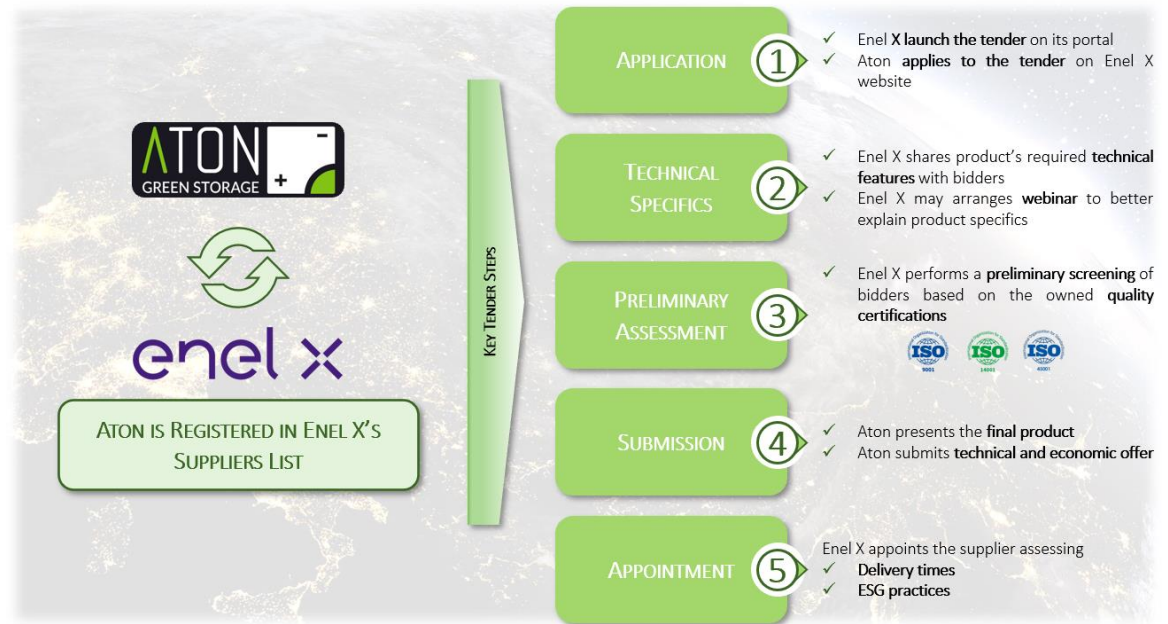 ATON
GREEN STORAGE
enel x
ATON IS REGISTERED IN ENEL X'S
SUPPLIERS LIST
KEY TENDER STEPS
APPLICATION
1
Enel X launch the tender on its portal
Aton applies to the tender on Enel X
website
TECHNICAL
SPECIFICS
2
Enel X shares product's required technical
features with bidders
Enel X may arranges webinar to better
explain product specifics
PRELIMINARY
ASSESSMENT
3
Enel X performs a preliminary screening of
bidders based on the owned quality
certifications
ISO
9001
ISO
14001
ISO
SUBMISSION
4
Aton presents the final product
Aton submits technical and economic offer
APPOINTMENT
5
Enel X appoints the supplier assessing
Delivery times
ESG practices